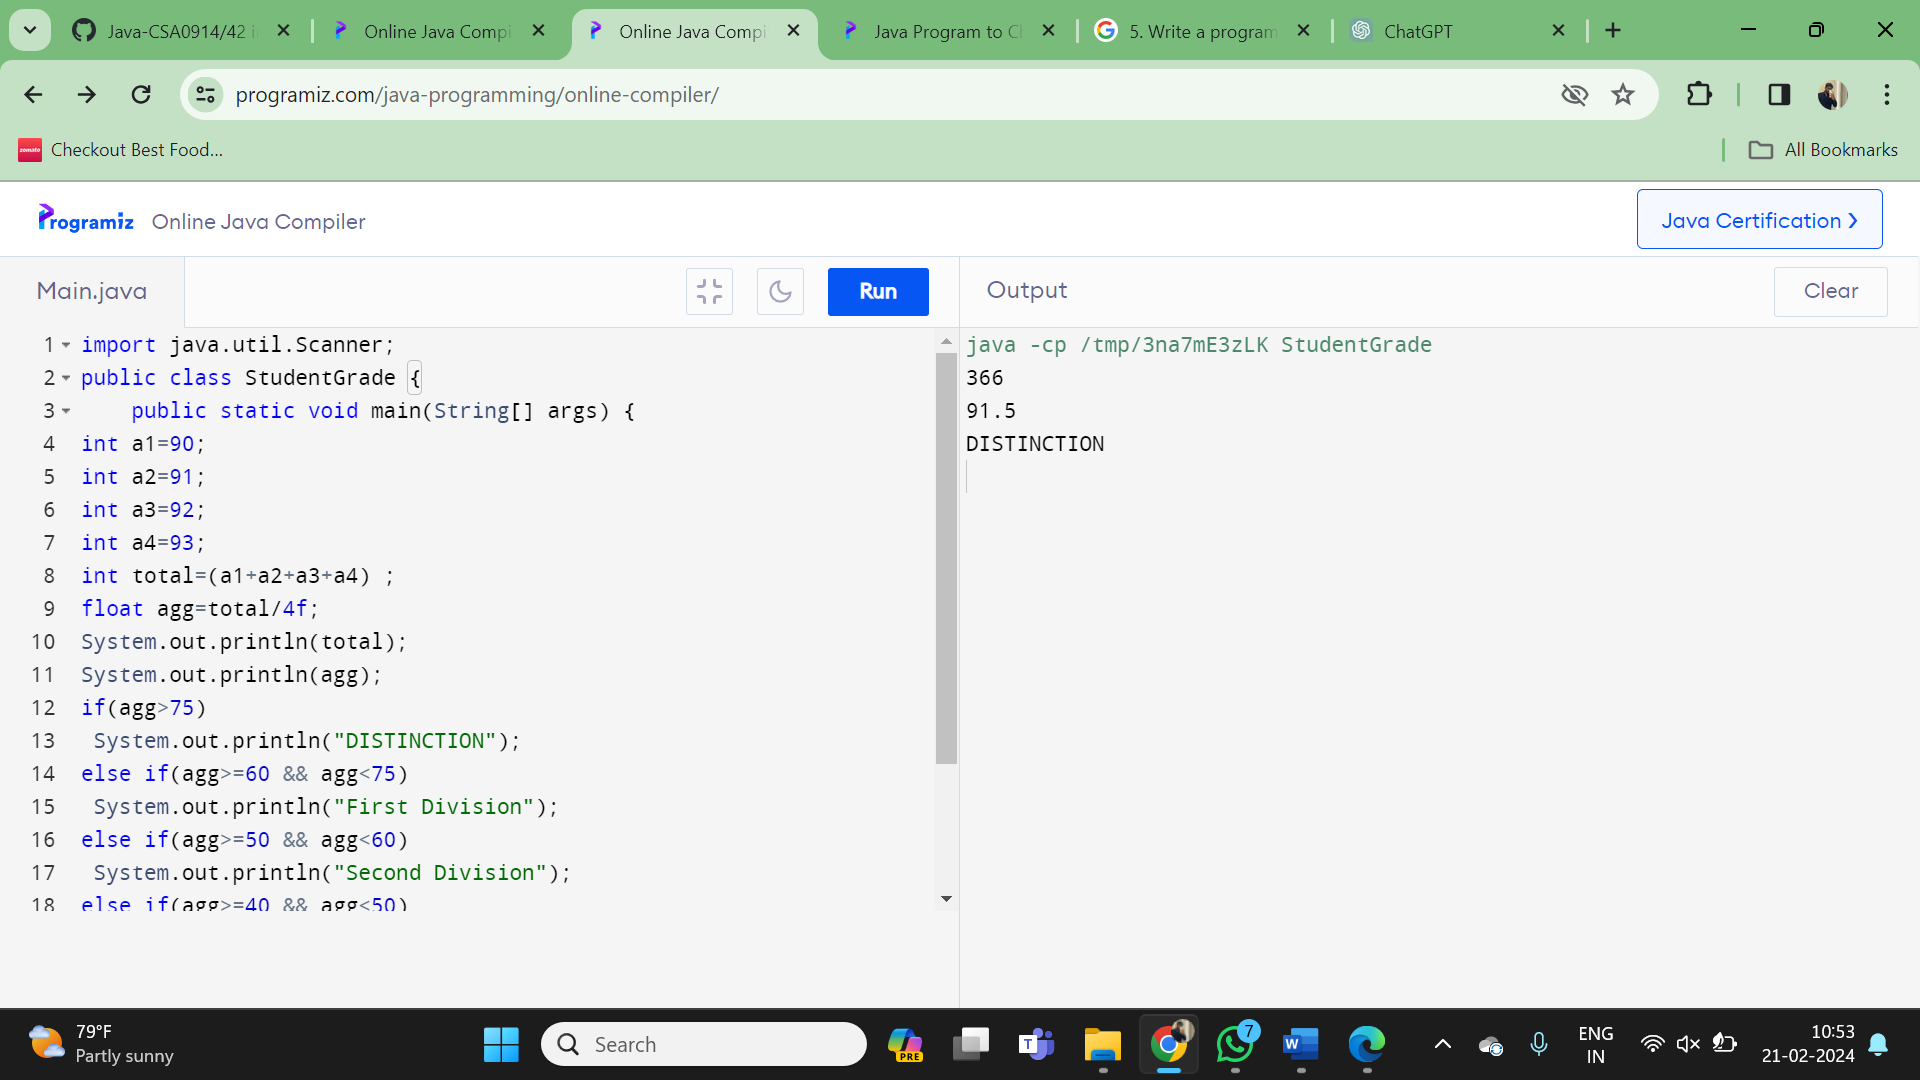 Java-CSA0914/42 i
Online Java Compi
Online Java Compi
Java Program to Cl
5. Write a program
ChatGPT
programiz.com/java-programming/online-compiler/
zomato Checkout Best Food...
All Bookmarks
Programiz Online Java Compiler
Java Certification >
Main.java
Run
Output
Clear
1 import java.util.Scanner;
2 public class StudentGrade {
3 public static void main(String[] args) {
4 int a1=90;
5 int a2=91;
6 int a3=92;
7 int a4=93;
8 int total=(a1+a2+a3+a4) ;
9 float agg=total/4f;
10 System.out.println(total);
11 System.out.println(agg);
12 if(agg>75)
13 System.out.println("DISTINCTION");
14 else if(agg>=60 && agg<75)
15 System.out.println("First Division");
16 else if(agg>=50 && agg<60)
17 System.out.println("Second Division");
18 else if(agg>=40 && agg<50)
java -cp /tmp/3na7mE3zLK StudentGrade
366
91.5
DISTINCTION
79°F
Partly sunny
Search
PRE
T
7
W
ENG
IN
10:53
21-02-2024